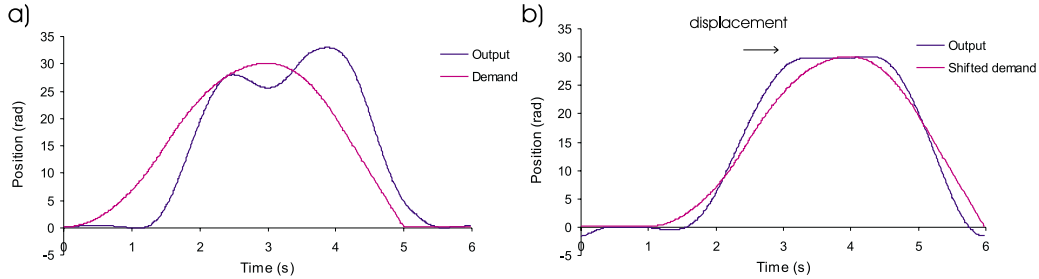 a)
35
30
25
20
15
10
5
0
-5
Position (rad)
0 1 2 3 4 5 6
Time (s)
Output
Demand
b)
displacement
35
30
25
20
15
10
5
0
-5
Position (rad)
0 1 2 3 4 5 6
Time (s)
Output
Shifted demand